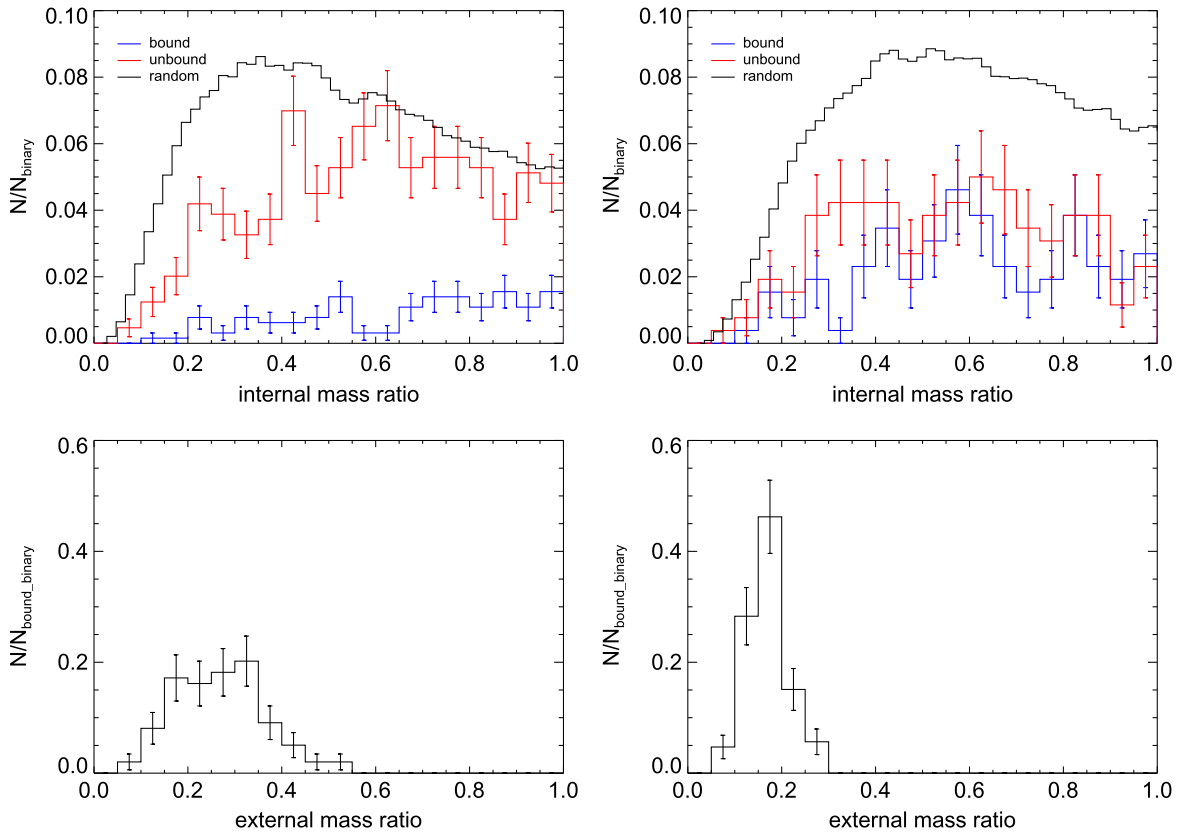 0.10
0.08
0.06
0.04
0.02
0.00
N/N_binary
bound
unbound
random
0.0 0.2 0.4 0.6 0.8 1.0
internal mass ratio
0.10
0.08
0.06
0.04
0.02
0.00
N/N_binary
bound
unbound
random
0.0 0.2 0.4 0.6 0.8 1.0
internal mass ratio
0.6
0.4
0.2
0.0
N/N_bound_binary
0.0 0.2 0.4 0.6 0.8 1.0
external mass ratio
0.6
0.4
0.2
0.0
N/N_bound_binary
0.0 0.2 0.4 0.6 0.8 1.0
external mass ratio